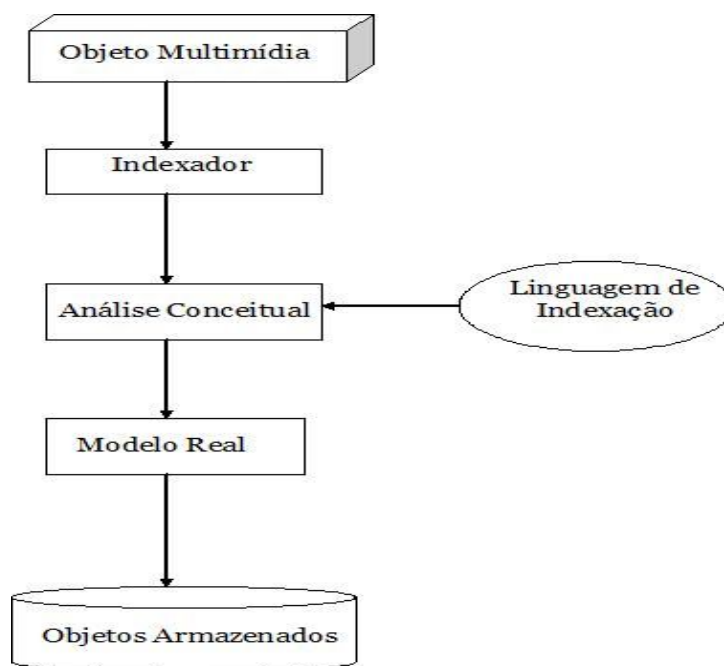 Objeto Multimídia
Indexador
Análise Conceitual
Linguagem de
Indexação
Modelo Real
Objetos Armazenados